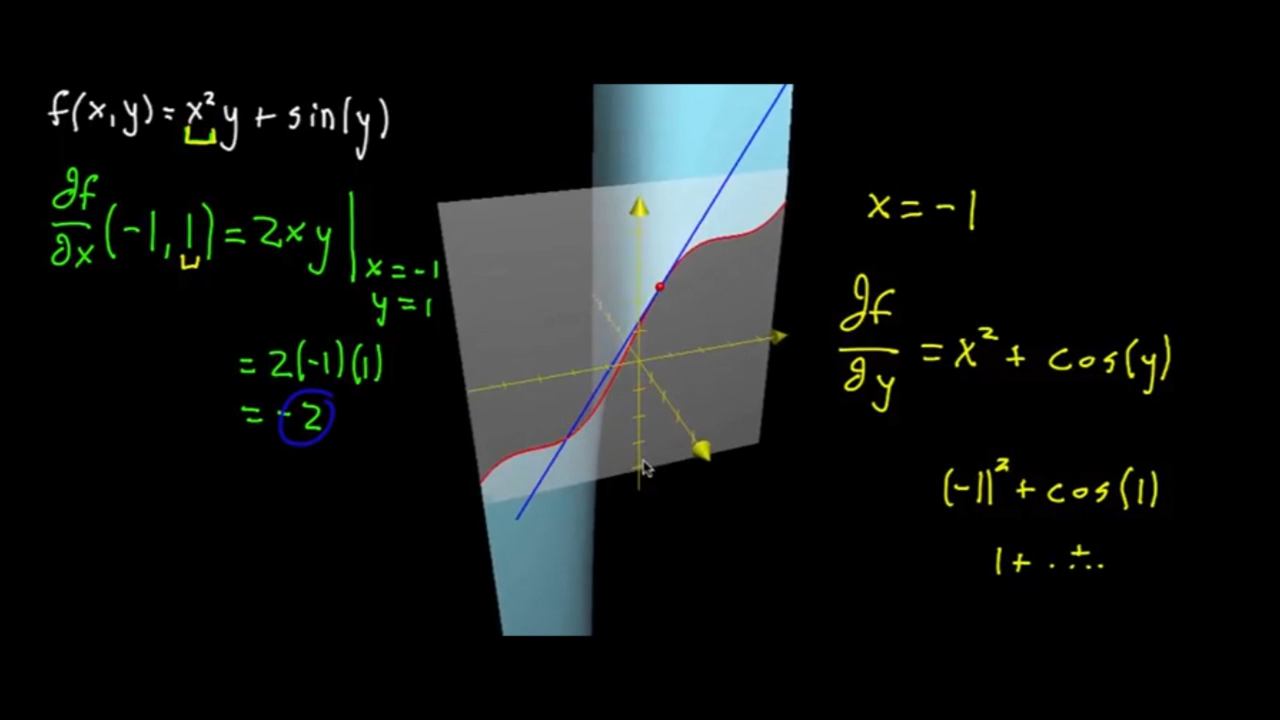 f(x,y) = x²y + sin(y)
∂f/∂x (-1, 1) = 2xy | x = -1
y = 1
= 2(-1)(1)
= -2
x = -1
∂f/∂y = x² + cos(y)
(-1)² + cos(1)
1 + . + . .